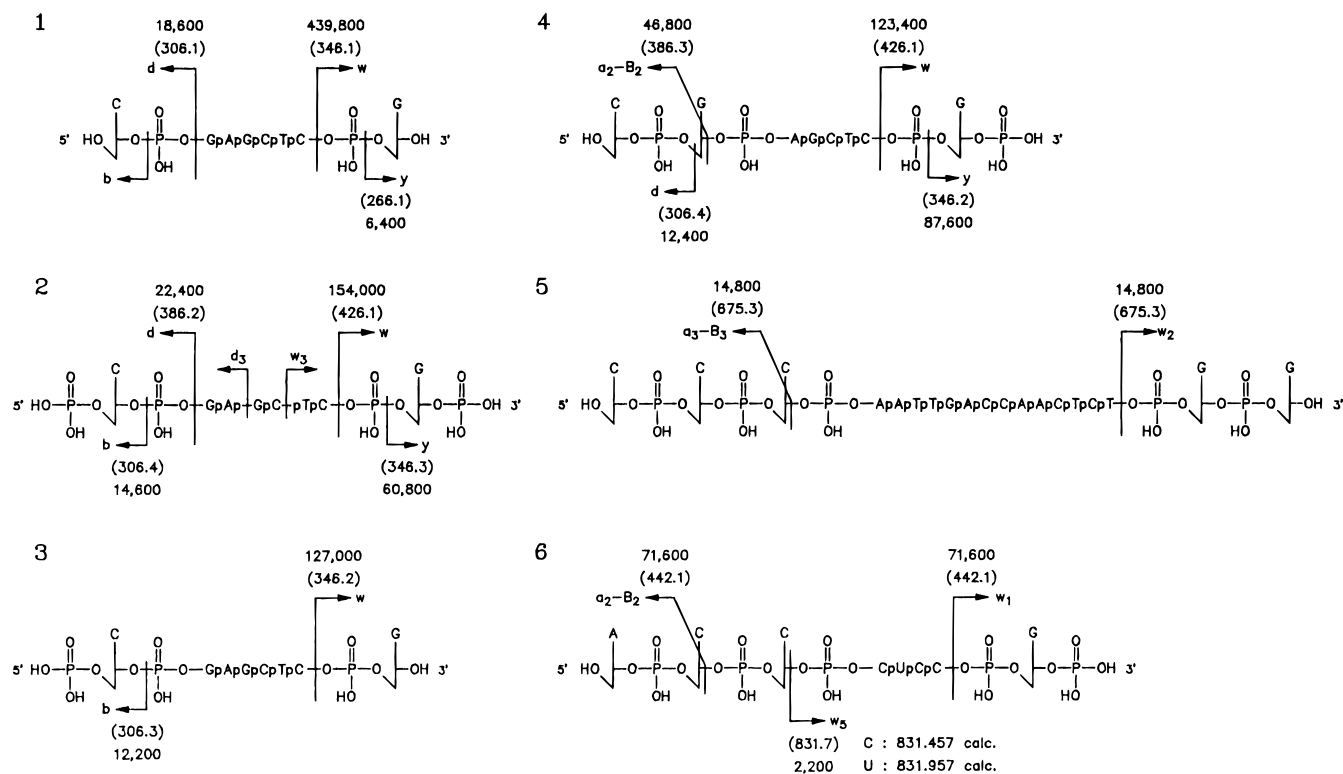 1
18,600
(306.1)
d
439,800
(346.1)
w
C O O G
5' HO O P O GpApGpCpTpC O P O OH 3'
OH HO
b
y
(266.1)
6,400
2
22,400
(386.2)
d
154,000
(426.1)
w
d3 w3
O C O O G O
5' HO P O O P O GpAp GpC pTpC O P O O P OH 3'
OH OH HO OH
b
(306.4)
14,600
y
(346.3)
60,800
3
127,000
(346.2)
w
O C O O G
5' HO P O O P O GpApGpCpTpC O P O OH 3'
OH OH HO
b
(306.3)
12,200
4
46,800
(386.3)
a2–B2
123,400
(426.1)
w
C O G O O G O
5' HO O P O O P O ApGpCpTpC O P O O P OH 3'
OH OH HO HO
d
(306.4)
12,400
y
(346.2)
87,600
5
14,800
(675.3)
a3–B3
14,800
(675.3)
w2
C O C O C O O G O G
5' HO O P O O P O O P O ApApTpTpGpApCpCpApApCpTpCpT O P O O P O OH 3'
OH OH OH HO HO
6
71,600
(442.1)
a2–B2
71,600
(442.1)
w1
A O C O C O O G O
5' HO O P O O P O O P O CpUpCpC O P O O P OH 3'
OH OH OH HO HO
w5
(831.7) C : 831.457 calc.
2,200 U : 831.957 calc.